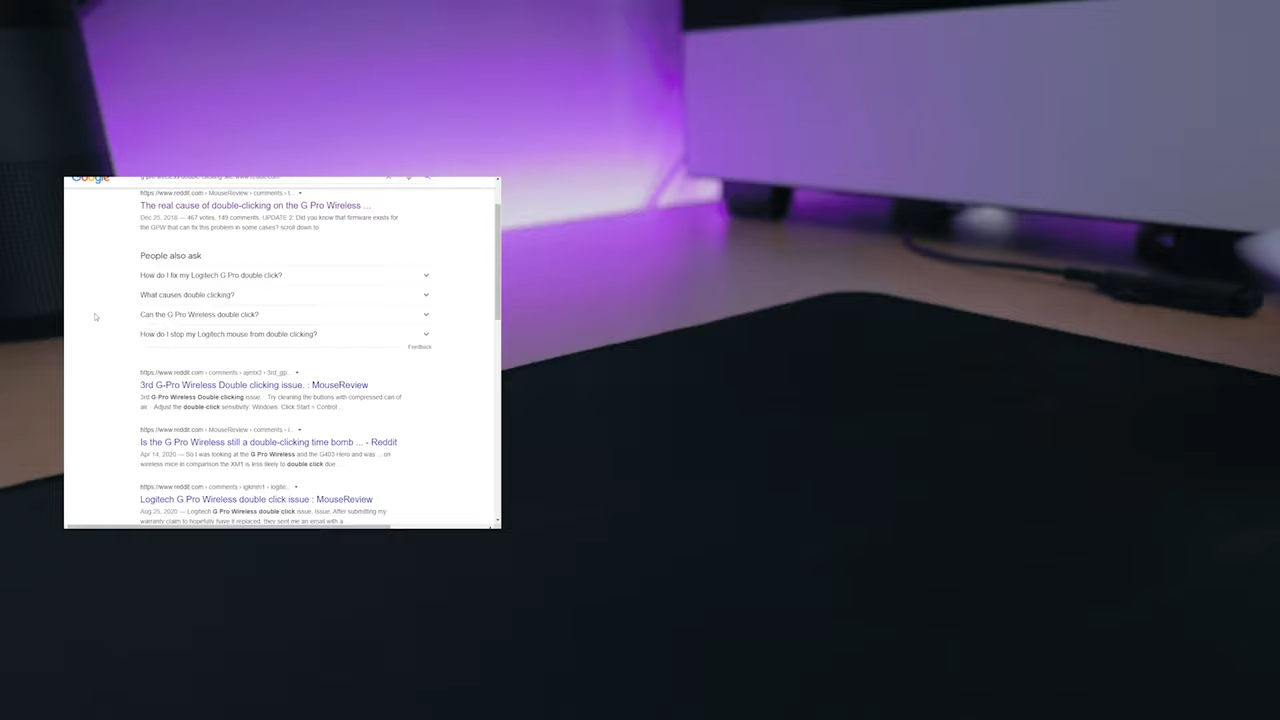 Google
https://www.reddit.com › MouseReview › comments › t...
The real cause of double-clicking on the G Pro Wireless ...
Dec 25, 2018 — 467 votes, 149 comments. UPDATE 2: Did you know that firmware exists for
the GPW that can fix this problem in some cases? scroll down to
People also ask
How do I fix my Logitech G Pro double click?
What causes double clicking?
Can the G Pro Wireless double click?
How do I stop my Logitech mouse from double clicking?
Feedback
https://www.reddit.com › comments › ajmtx3 › 3rd_gp...
3rd G-Pro Wireless Double clicking issue. : MouseReview
3rd G-Pro Wireless Double clicking issue. · Try cleaning the buttons with compressed can of
air. · Adjust the double-click sensitivity. Windows. Click Start > Control ...
https://www.reddit.com › MouseReview › comments › i...
Is the G Pro Wireless still a double-clicking time bomb ... - Reddit
Apr 14, 2020 — So I was looking at the G Pro Wireless and the G403 Hero and was ... on
wireless mice in comparison the XM1 is less likely to double click due ...
https://www.reddit.com › comments › igkmm1 › logite...
Logitech G Pro Wireless double click issue : MouseReview
Aug 25, 2020 — Logitech G Pro Wireless double click issue. Issue. After submitting my
warranty claim to hopefully have it replaced, they sent me an email with a